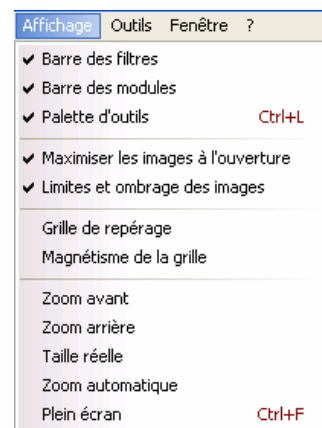 Affichage Outils Fenêtre ?
Barre des filtres
Barre des modules
Palette d'outils Ctrl+L
Maximiser les images à l'ouverture
Limites et ombrage des images
Grille de repérage
Magnétisme de la grille
Zoom avant
Zoom arrière
Taille réelle
Zoom automatique
Plein écran Ctrl+F